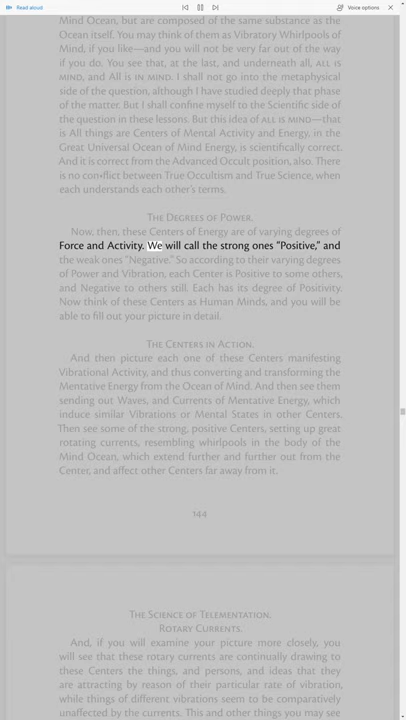 Read aloud
Voice options
Mind Ocean, but are composed of the same substance as the
Ocean itself. You may think of them as Vibratory Whirlpools of
Mind, if you like—and you will not be very far out of the way
if you do. You see that, at the last, and underneath all, ALL IS
MIND, and All is IN MIND. I shall not go into the metaphysical
side of the question, although I have studied deeply that phase
of the matter. But I shall confine myself to the Scientific side of
the question in these lessons. But this idea of ALL IS MIND—that
is All things are Centers of Mental Activity and Energy, in the
Great Universal Ocean of Mind Energy, is scientifically correct.
And it is correct from the Advanced Occult position, also. There
is no conflict between True Occultism and True Science, when
each understands each other's terms.
THE DEGREES OF POWER.
Now, then, these Centers of Energy are of varying degrees of
Force and Activity. We will call the strong ones "Positive," and
the weak ones "Negative." So according to their varying degrees
of Power and Vibration, each Center is Positive to some others,
and Negative to others still. Each has its degree of Positivity.
Now think of these Centers as Human Minds, and you will be
able to fill out your picture in detail.
THE CENTERS IN ACTION.
And then picture each one of these Centers manifesting
Vibrational Activity, and thus converting and transforming the
Mentative Energy from the Ocean of Mind. And then see them
sending out Waves, and Currents of Mentative Energy, which
induce similar Vibrations or Mental States in other Centers.
Then see some of the strong, positive Centers, setting up great
rotating currents, resembling whirlpools in the body of the
Mind Ocean, which extend further and further out from the
Center, and affect other Centers far away from it.
144
THE SCIENCE OF TELEMENTATION.
ROTARY CURRENTS.
And, if you will examine your picture more closely, you
will see that these rotary currents are continually drawing to
these Centers the things, and persons, and ideas that they
are attracting by reason of their particular rate of vibration,
while things of different vibrations seem to be comparatively
unaffected by the currents. This and other things you may see